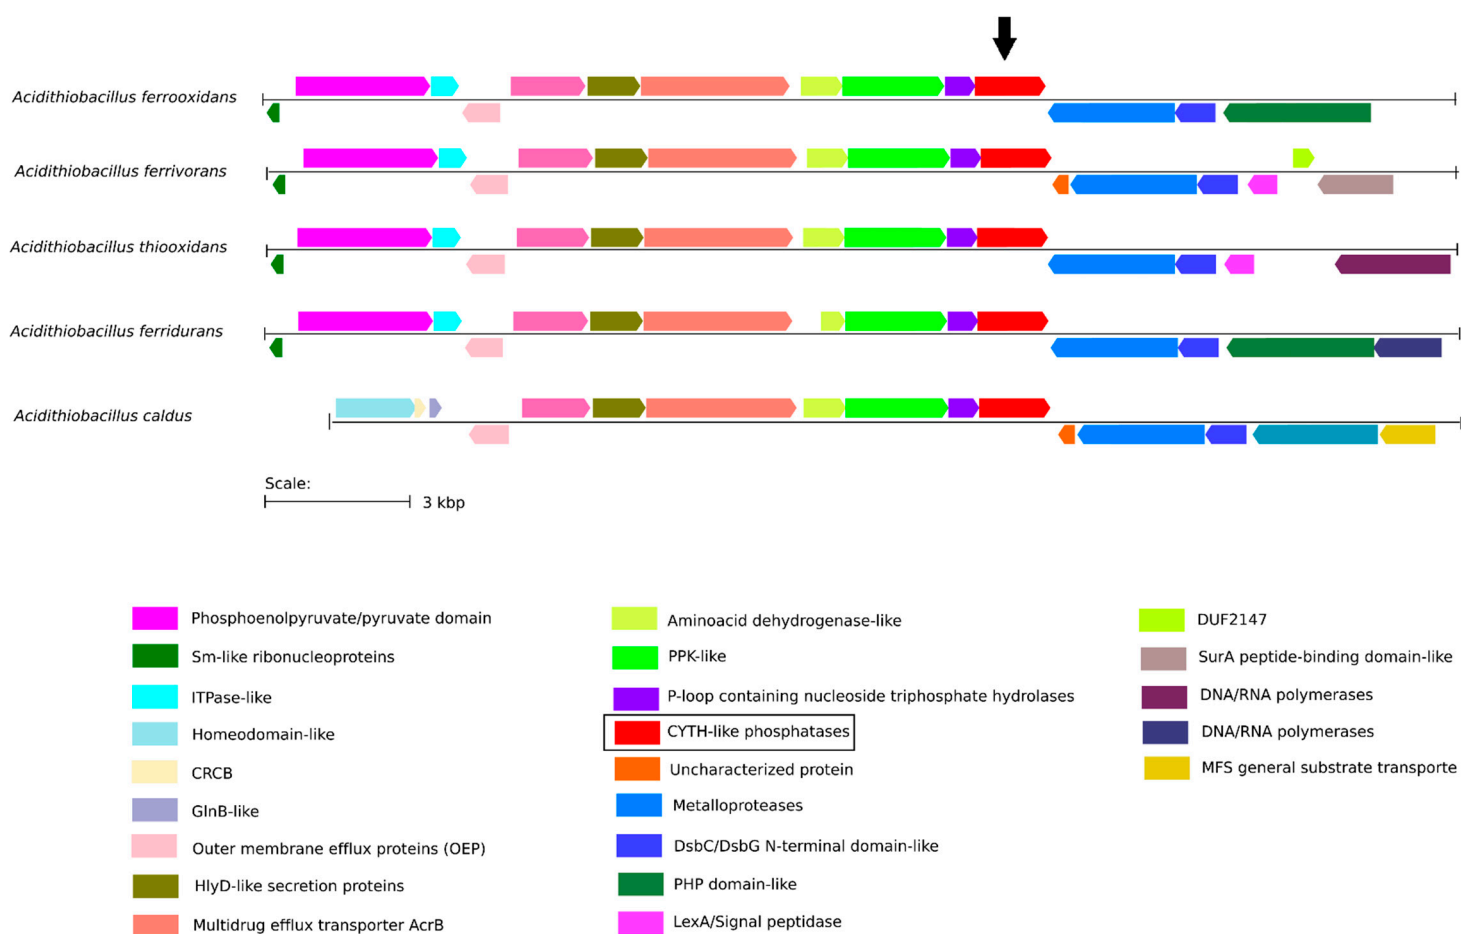 Acidithiobacillus ferrooxidans
Acidithiobacillus ferrivorans
Acidithiobacillus thiooxidans
Acidithiobacillus ferridurans
Acidithiobacillus caldus
Scale:
3 kbp
Phosphoenolpyruvate/pyruvate domain
Sm-like ribonucleoproteins
ITPase-like
Homeodomain-like
CRCB
GlnB-like
Outer membrane efflux proteins (OEP)
HlyD-like secretion proteins
Multidrug efflux transporter AcrB
Aminoacid dehydrogenase-like
PPK-like
P-loop containing nucleoside triphosphate hydrolases
CYTH-like phosphatases
Uncharacterized protein
Metalloproteases
DsbC/DsbG N-terminal domain-like
PHP domain-like
LexA/Signal peptidase
DUF2147
SurA peptide-binding domain-like
DNA/RNA polymerases
DNA/RNA polymerases
MFS general substrate transporte